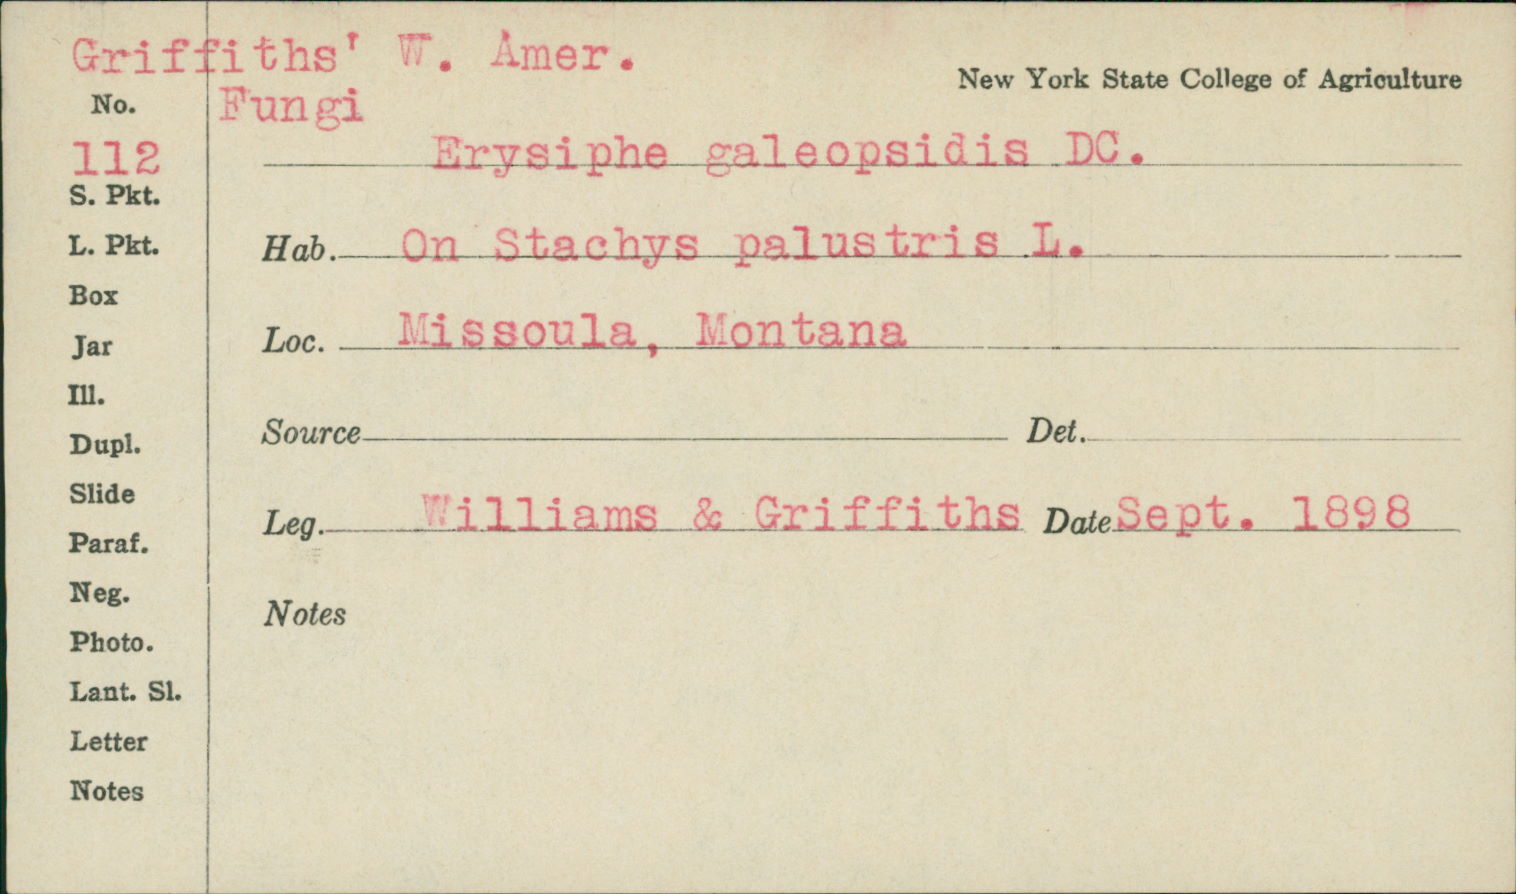 Griffiths' W. Amer.
New York State College of Agriculture
No. Fungi
112 Erysiphe galeopsidis DC.
S. Pkt.
L. Pkt.
Hab. On Stachys palustris L.
Box
Jar
Loc. Missoula, Montana
Ill.
Dupl.
Source Det.
Slide
Leg. Williams & Griffiths Date Sept. 1898
Paraf.
Neg.
Notes
Photo.
Lant. Sl.
Letter
Notes